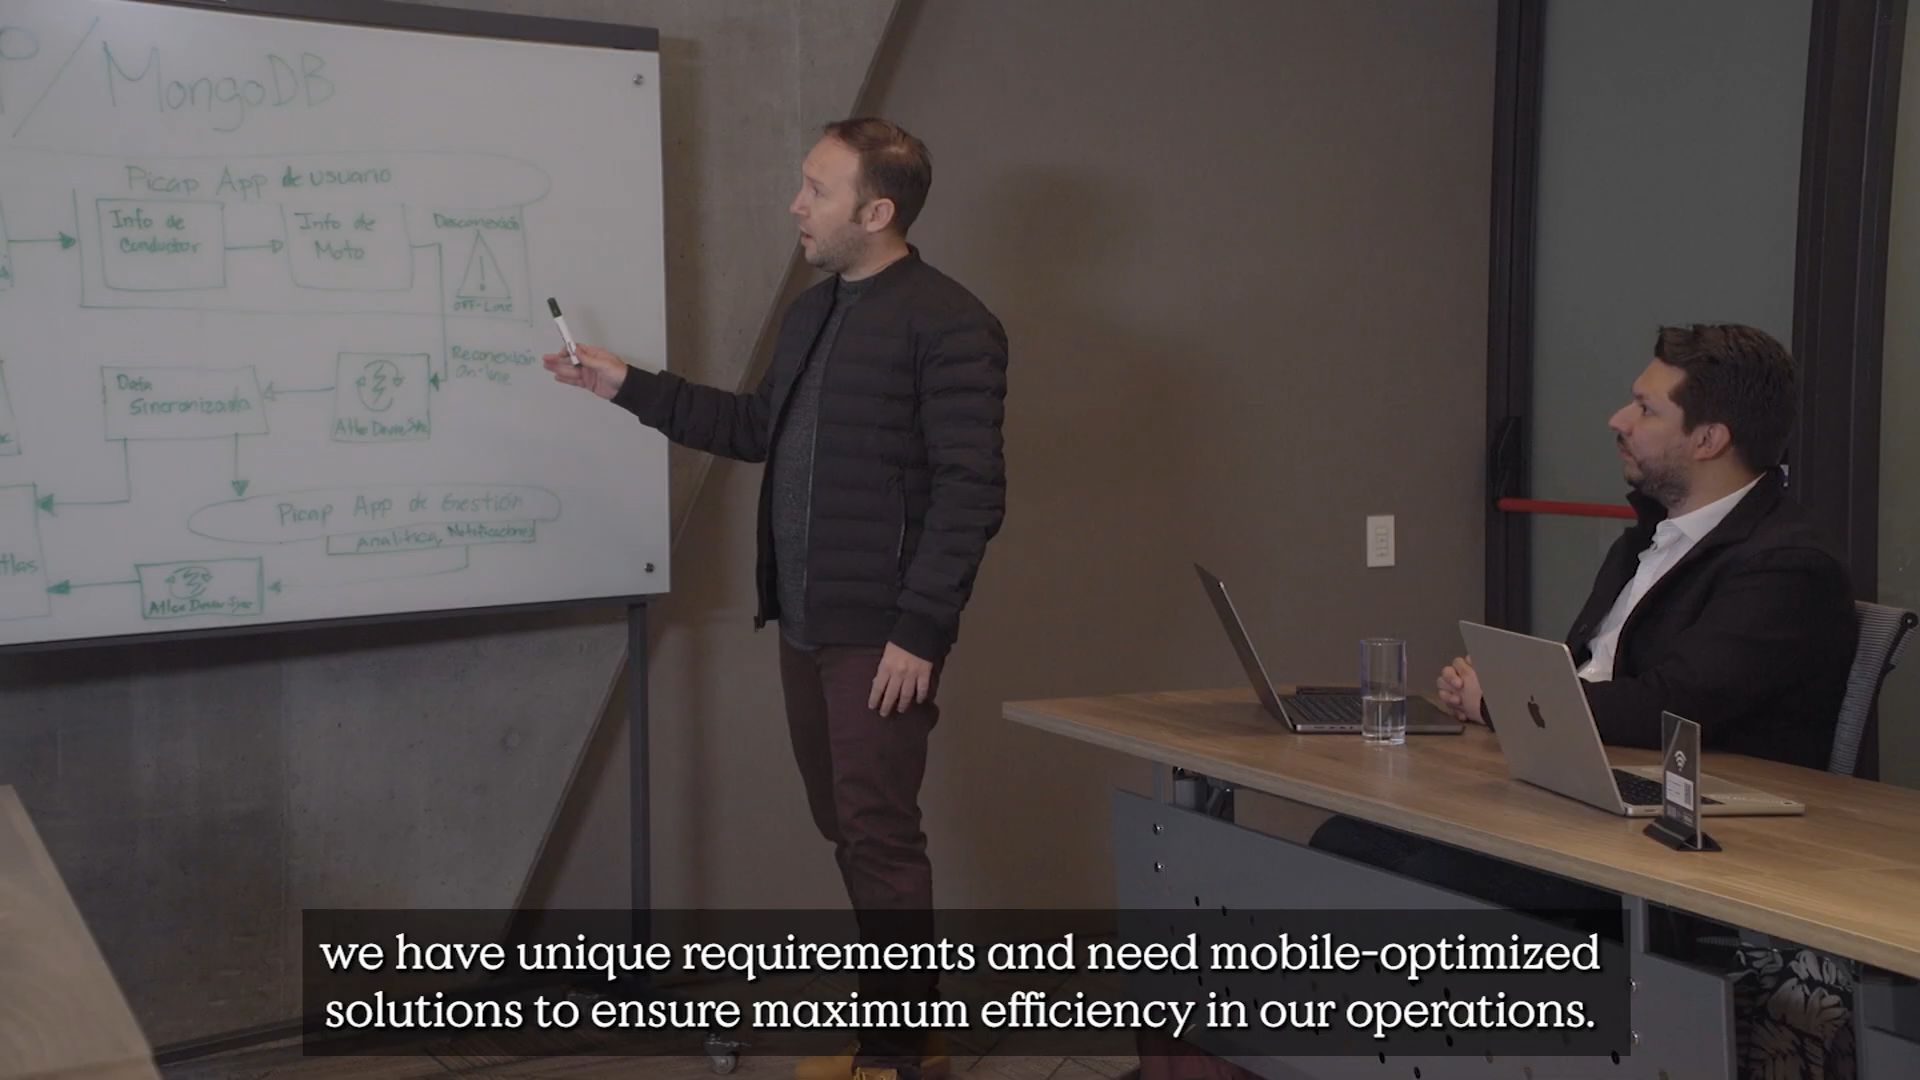 P/MongoDB
Picap App de usuario
Info de
Conductor
Info de
Moto
Desconexión
OFF-Line
Reconexión
On-line
Data
Sincronizada
Picap App de Gestión
Analítica, Notificaciones
tlas
we have unique requirements and need mobile-optimized
solutions to ensure maximum efficiency in our operations.